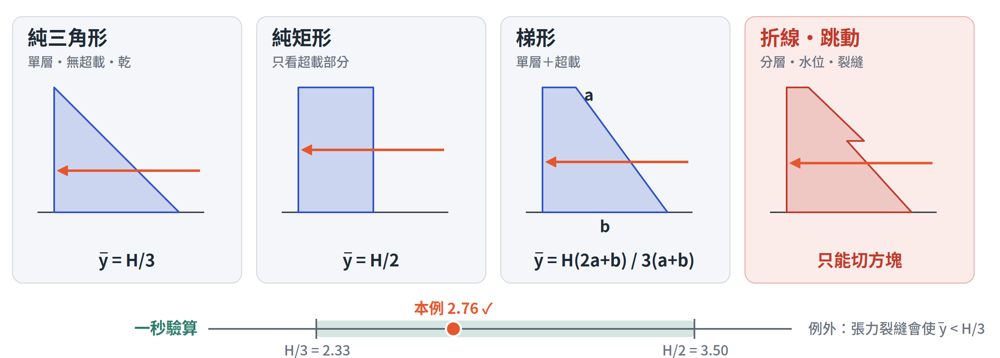 純三角形
單層・無超載・乾
y̅ = H/3
純矩形
只看超載部分
y̅ = H/2
梯形
單層＋超載
a
b
y̅ = H(2a+b) / 3(a+b)
折線・跳動
分層・水位・裂縫
只能切方塊
本例 2.76 ✓
一秒驗算
H/3 = 2.33
H/2 = 3.50
例外：張力裂縫會使 y̅ < H/3